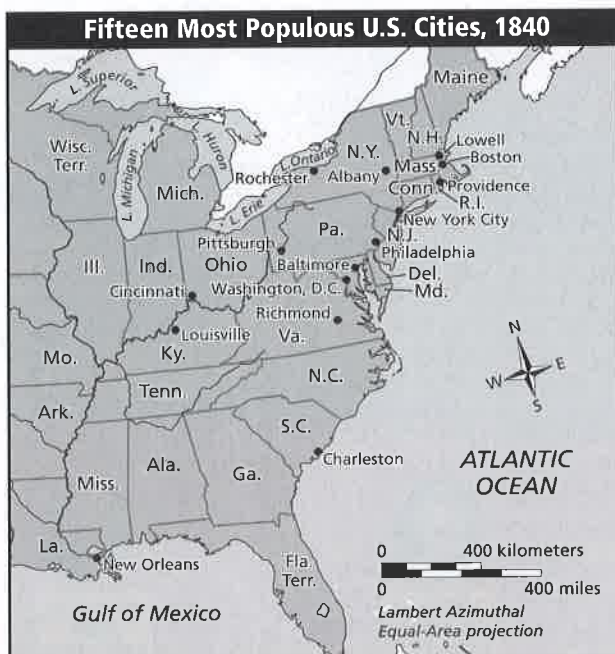 Fifteen Most Populous U.S. Cities, 1840
L. Superior
Maine
Wisc.
Terr.
L. Michigan
L. Huron
Mich.
L. Ontario
Vt.
N.H.
Lowell
N.Y.
Mass.
Boston
Rochester
Albany
Conn.
Providence
R.I.
L. Erie
New York City
Pa.
N.J.
Pittsburgh
Philadelphia
Ill.
Ind.
Ohio
Baltimore
Del.
Washington, D.C.
Md.
Cincinnati
Richmond
Louisville
Va.
Mo.
Ky.
N
W
E
S
N.C.
Tenn.
Ark.
S.C.
Charleston
ATLANTIC
OCEAN
Miss.
Ala.
Ga.
La.
New Orleans
Fla.
Terr.
0 400 kilometers
0 400 miles
Gulf of Mexico
Lambert Azimuthal
Equal-Area projection